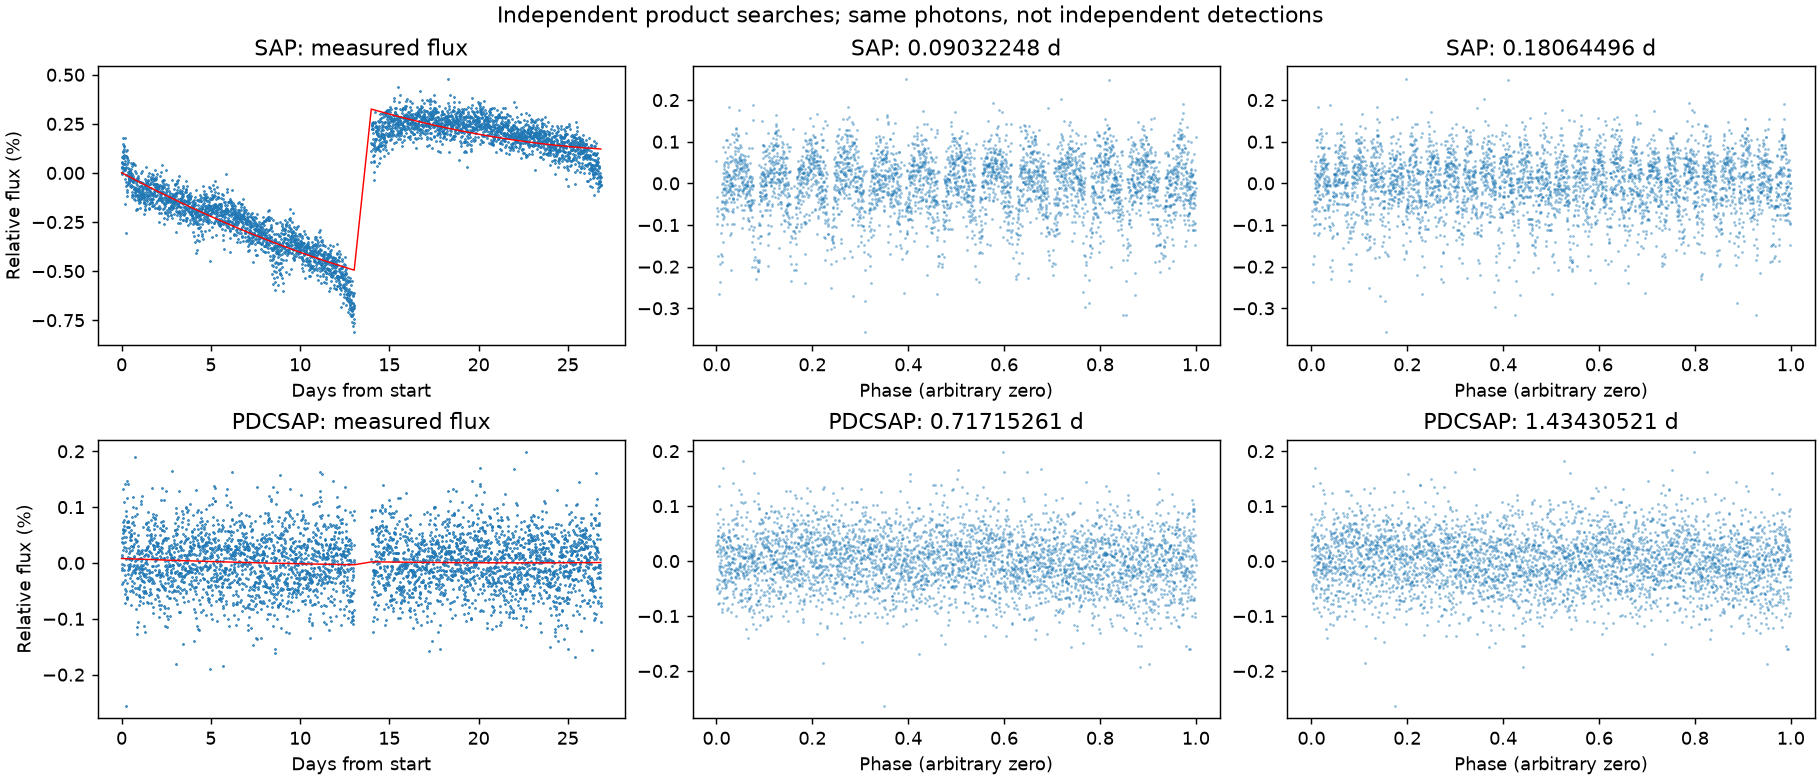 Independent product searches; same photons, not independent detections
SAP: measured flux
SAP: 0.09032248 d
SAP: 0.18064496 d
Relative flux (%)
0.50
0.25
0.00
−0.25
−0.50
−0.75
0 5 10 15 20 25
Days from start
0.2
0.1
0.0
−0.1
−0.2
−0.3
0.0 0.2 0.4 0.6 0.8 1.0
Phase (arbitrary zero)
0.2
0.1
0.0
−0.1
−0.2
−0.3
0.0 0.2 0.4 0.6 0.8 1.0
Phase (arbitrary zero)
PDCSAP: measured flux
PDCSAP: 0.71715261 d
PDCSAP: 1.43430521 d
Relative flux (%)
0.2
0.1
0.0
−0.1
−0.2
0 5 10 15 20 25
Days from start
0.2
0.1
0.0
−0.1
−0.2
0.0 0.2 0.4 0.6 0.8 1.0
Phase (arbitrary zero)
0.2
0.1
0.0
−0.1
−0.2
0.0 0.2 0.4 0.6 0.8 1.0
Phase (arbitrary zero)